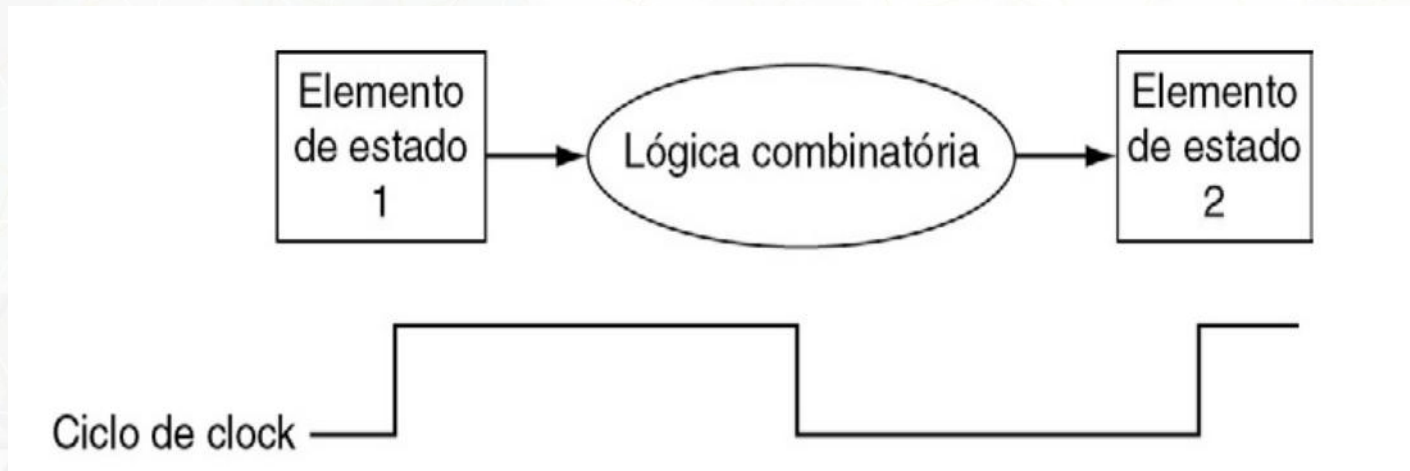 Elemento
de estado
1
Lógica combinatória
Elemento
de estado
2
Ciclo de clock